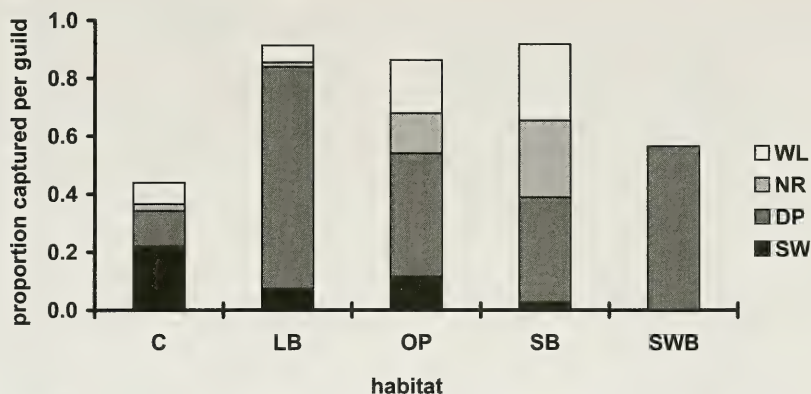 proportion captured per guild
1.0
0.8
0.6
0.4
0.2
0.0
C LB OP SB SWB
habitat
WL
NR
DP
SW